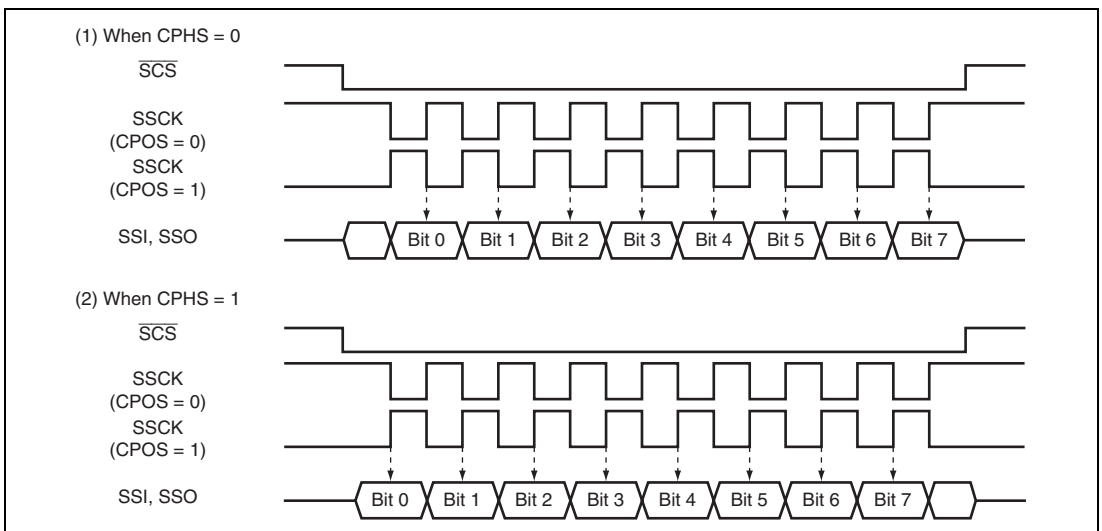 (1) When CPHS = 0
SCS
SSCK
(CPOS = 0)
SSCK
(CPOS = 1)
SSI, SSO
Bit 0 Bit 1 Bit 2 Bit 3 Bit 4 Bit 5 Bit 6 Bit 7
(2) When CPHS = 1
SCS
SSCK
(CPOS = 0)
SSCK
(CPOS = 1)
SSI, SSO
Bit 0 Bit 1 Bit 2 Bit 3 Bit 4 Bit 5 Bit 6 Bit 7